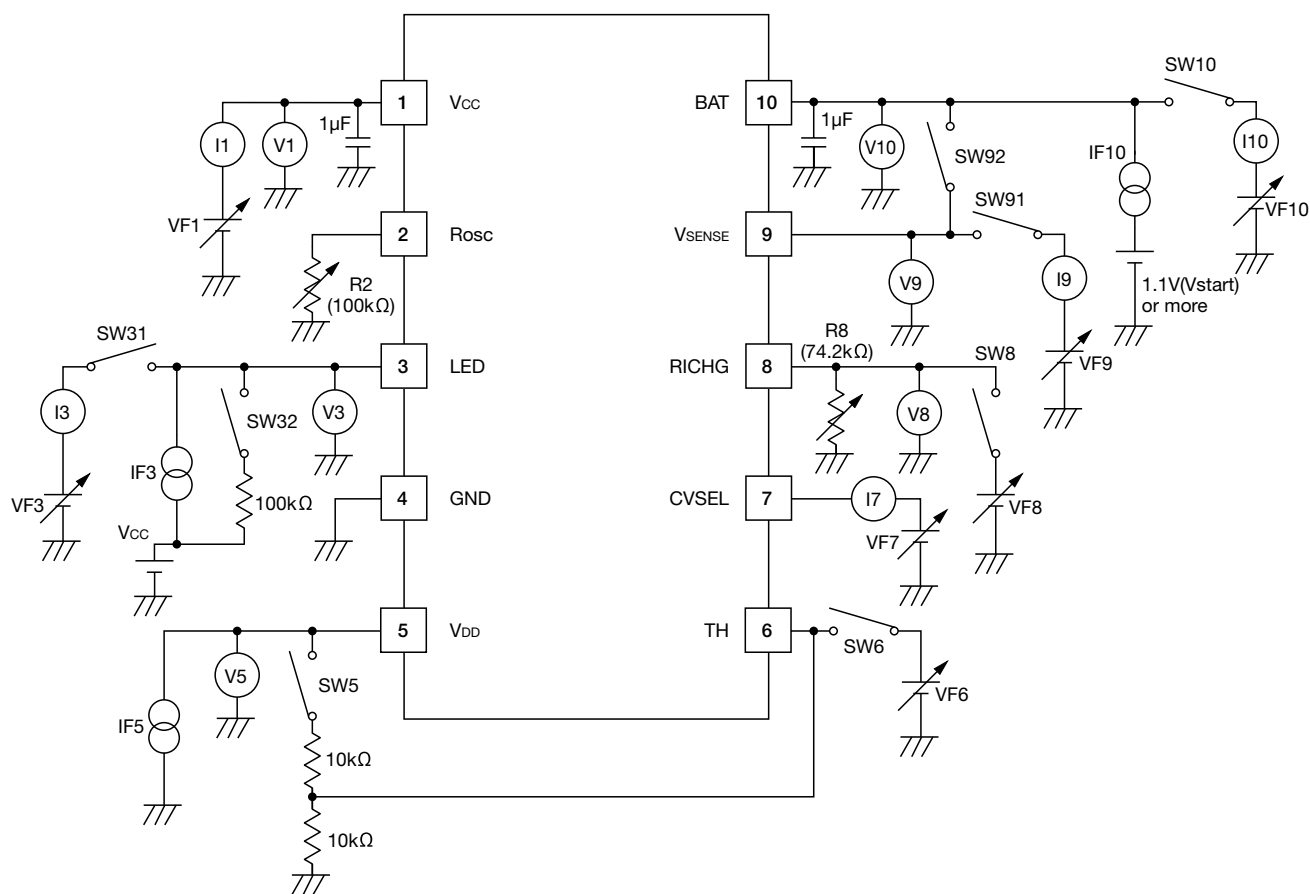 SW10
1
VCC
BAT
10
1µF
1µF
I1
V1
V10
SW92
IF10
I10
SW91
VF1
VF10
2
Rosc
VSENSE
9
R2
(100kΩ)
V9
I9
1.1V(Vstart)
or more
SW31
R8
(74.2kΩ)
SW8
VF9
3
LED
RICHG
8
I3
SW32
V3
V8
IF3
VF3
100kΩ
4
GND
CVSEL
7
I7
VF8
VCC
VF7
5
VDD
TH
6
SW6
V5
SW5
VF6
IF5
10kΩ
10kΩ